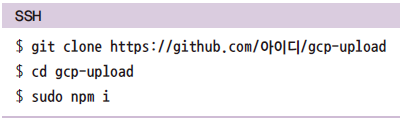 SSH
$ git clone https://github.com/아이디/gcp-upload
$ cd gcp-upload
$ sudo npm i